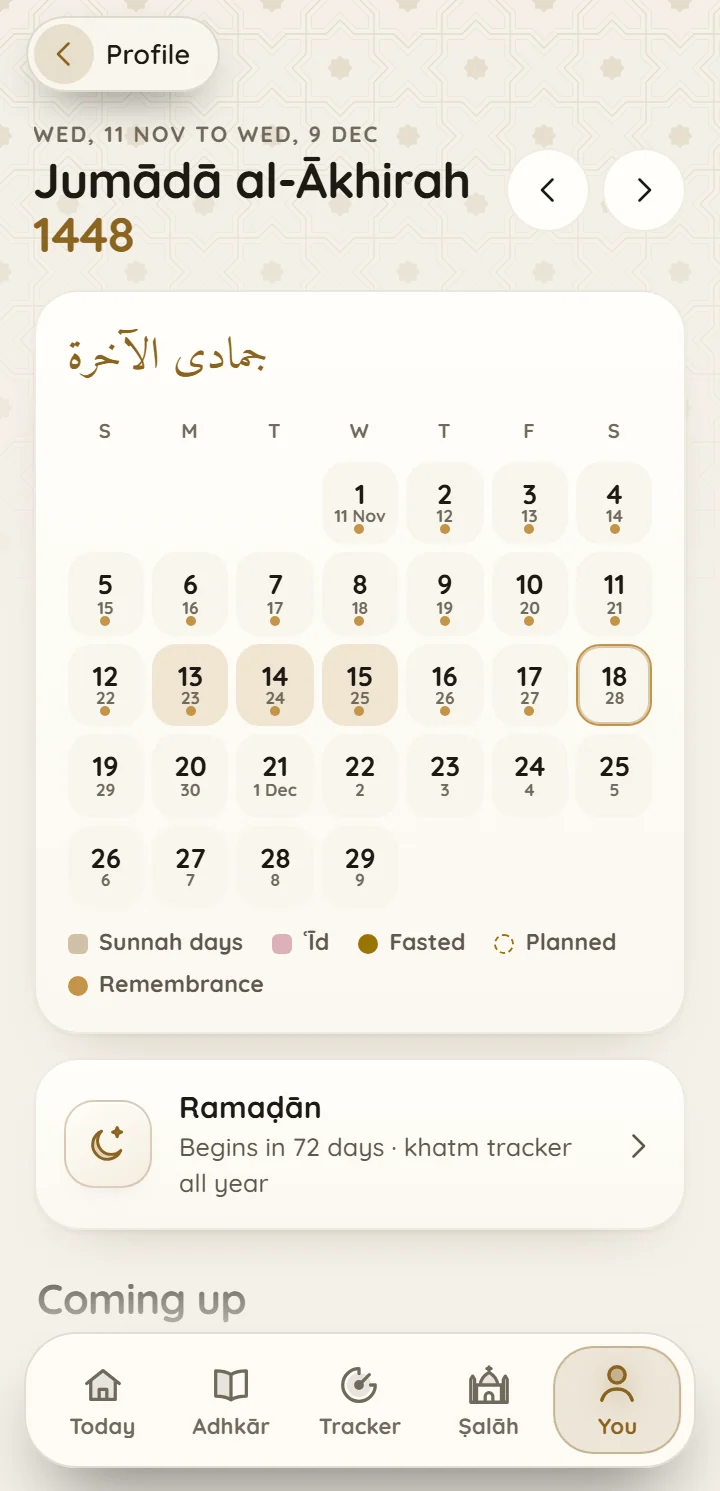 Profile
WED, 11 NOV TO WED, 9 DEC
Jumādā al-Ākhirah
1448
جمادى الآخرة
S M T W T F S
1 2 3 4
11 Nov 12 13 14
5 6 7 8 9 10 11
15 16 17 18 19 20 21
12 13 14 15 16 17 18
22 23 24 25 26 27 28
19 20 21 22 23 24 25
29 30 1 Dec 2 3 4 5
26 27 28 29
6 7 8 9
Sunnah days ʿĪd Fasted Planned
Remembrance
Ramaḍān
Begins in 72 days · khatm tracker
all year
Coming up
Today Adhkār Tracker Ṣalāh You